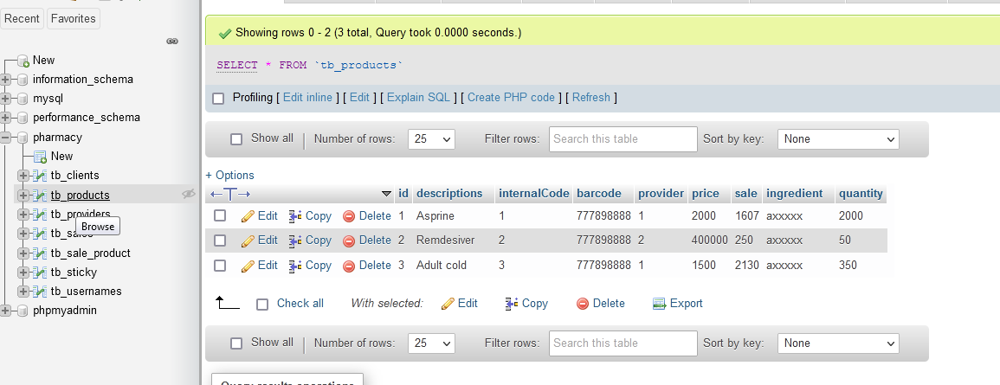 Recent Favorites
New
information_schema
mysql
performance_schema
pharmacy
New
tb_clients
tb_products
tb_providers
Browse
tb_sales
tb_sale_product
tb_sticky
tb_usernames
phpmyadmin
Showing rows 0 - 2 (3 total, Query took 0.0000 seconds.)
SELECT * FROM `tb_products`
Profiling [ Edit inline ] [ Edit ] [ Explain SQL ] [ Create PHP code ] [ Refresh ]
Show all | Number of rows: 25 Filter rows: Search this table Sort by key: None
+ Options
id descriptions internalCode barcode provider price sale ingredient quantity
Edit Copy Delete 1 Asprine 1 777898888 1 2000 1607 axxxxx 2000
Edit Copy Delete 2 Remdesiver 2 777898888 2 400000 250 axxxxx 50
Edit Copy Delete 3 Adult cold 3 777898888 1 1500 2130 axxxxx 350
Check all With selected: Edit Copy Delete Export
Show all | Number of rows: 25 Filter rows: Search this table Sort by key: None
Query results operations